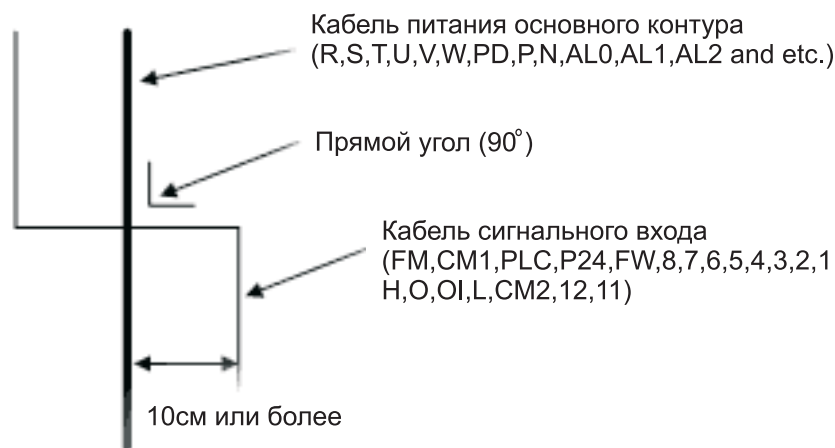 Кабель питания основного контура
(R,S,T,U,V,W,PD,P,N,AL0,AL1,AL2 and etc.)
Прямой угол (90°)
Кабель сигнального входа
(FM,CM1,PLC,P24,FW,8,7,6,5,4,3,2,1
H,O,OI,L,CM2,12,11)
10см или более